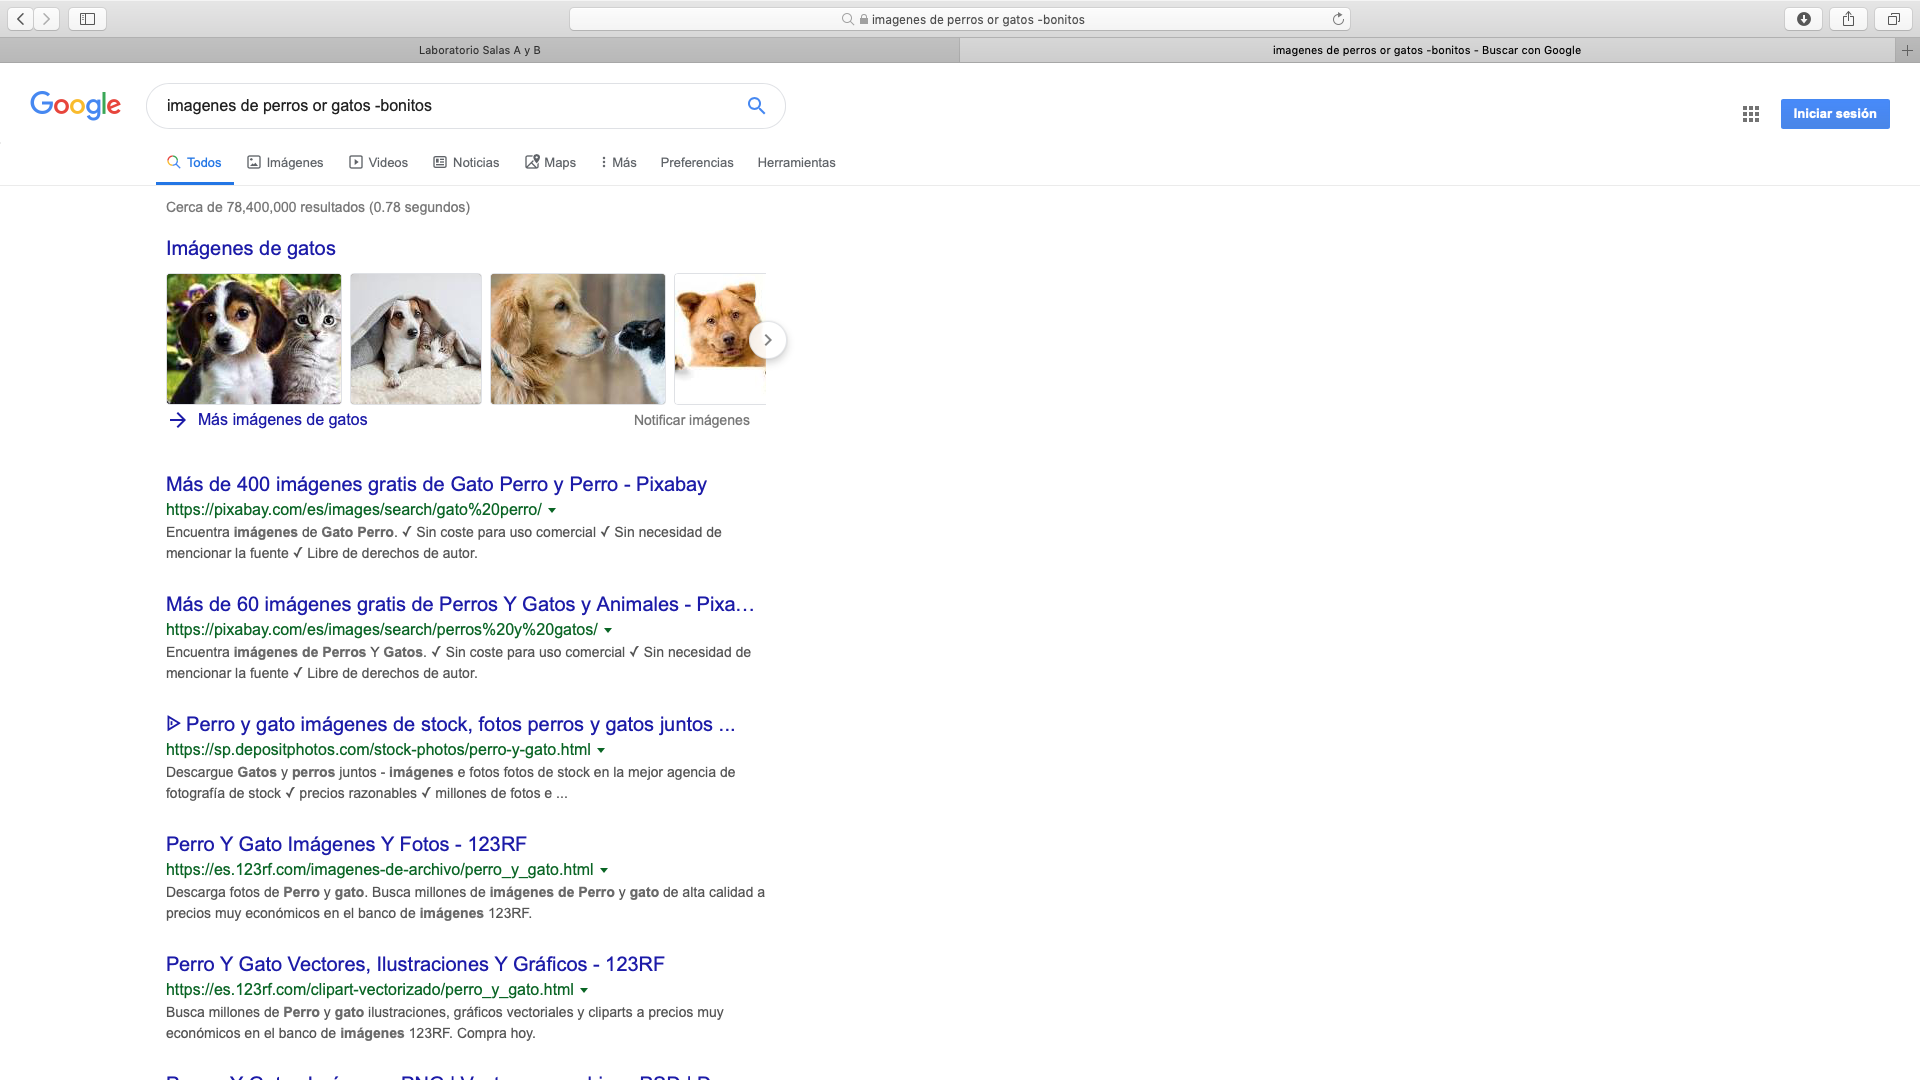 imagenes de perros or gatos -bonitos
Laboratorio Salas A y B
imagenes de perros or gatos -bonitos - Buscar con Google
Google
imagenes de perros or gatos -bonitos
Iniciar sesión
Todos Imágenes Videos Noticias Maps Más Preferencias Herramientas
Cerca de 78,400,000 resultados (0.78 segundos)
Imágenes de gatos
Más imágenes de gatos
Notificar imágenes
Más de 400 imágenes gratis de Gato Perro y Perro - Pixabay
https://pixabay.com/es/images/search/gato%20perro/
Encuentra imágenes de Gato Perro. ✓ Sin coste para uso comercial ✓ Sin necesidad de
mencionar la fuente ✓ Libre de derechos de autor.
Más de 60 imágenes gratis de Perros Y Gatos y Animales - Pixa...
https://pixabay.com/es/images/search/perros%20y%20gatos/
Encuentra imágenes de Perros Y Gatos. ✓ Sin coste para uso comercial ✓ Sin necesidad de
mencionar la fuente ✓ Libre de derechos de autor.
ᐉ Perro y gato imágenes de stock, fotos perros y gatos juntos ...
https://sp.depositphotos.com/stock-photos/perro-y-gato.html
Descargue Gatos y perros juntos - imágenes e fotos fotos de stock en la mejor agencia de
fotografía de stock ✓ precios razonables ✓ millones de fotos e ...
Perro Y Gato Imágenes Y Fotos - 123RF
https://es.123rf.com/imagenes-de-archivo/perro_y_gato.html
Descarga fotos de Perro y gato. Busca millones de imágenes de Perro y gato de alta calidad a
precios muy económicos en el banco de imágenes 123RF.
Perro Y Gato Vectores, Ilustraciones Y Gráficos - 123RF
https://es.123rf.com/clipart-vectorizado/perro_y_gato.html
Busca millones de Perro y gato ilustraciones, gráficos vectoriales y cliparts a precios muy
económicos en el banco de imágenes 123RF. Compra hoy.